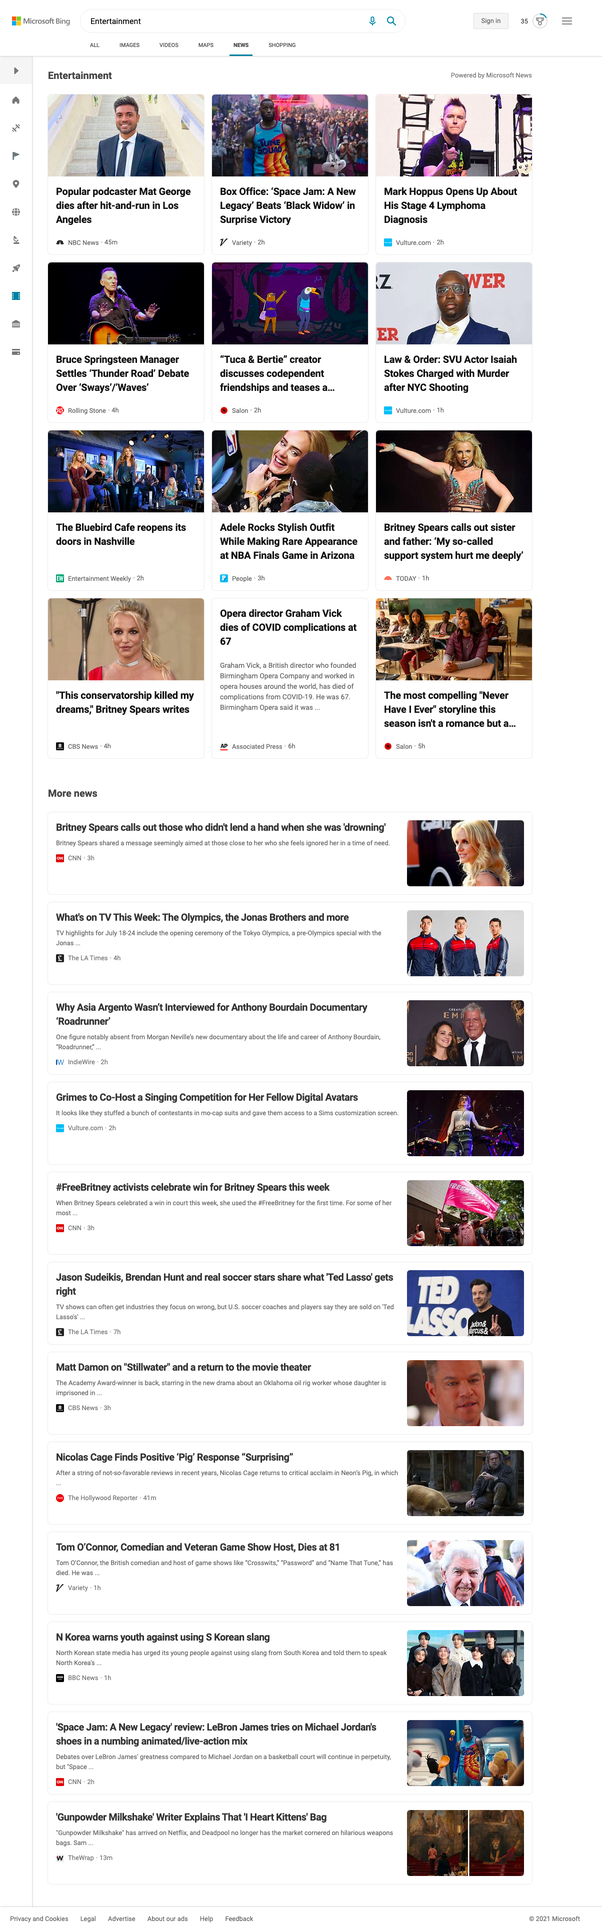 Microsoft Bing
Entertainment
Sign in
35
ALL IMAGES VIDEOS MAPS NEWS SHOPPING
Entertainment
Powered by Microsoft News
Popular podcaster Mat George
dies after hit-and-run in Los
Angeles
NBC News · 45m
Box Office: ‘Space Jam: A New
Legacy’ Beats ‘Black Widow’ in
Surprise Victory
Variety · 2h
Mark Hoppus Opens Up About
His Stage 4 Lymphoma
Diagnosis
Vulture.com · 2h
Bruce Springsteen Manager
Settles ‘Thunder Road’ Debate
Over ‘Sways’/‘Waves’
Rolling Stone · 4h
“Tuca & Bertie” creator
discusses codependent
friendships and teases a...
Salon · 2h
Law & Order: SVU Actor Isaiah
Stokes Charged with Murder
after NYC Shooting
Vulture.com · 1h
The Bluebird Cafe reopens its
doors in Nashville
Entertainment Weekly · 2h
Adele Rocks Stylish Outfit
While Making Rare Appearance
at NBA Finals Game in Arizona
People · 3h
Britney Spears calls out sister
and father: ‘My so-called
support system hurt me deeply’
TODAY · 1h
"This conservatorship killed my
dreams," Britney Spears writes
CBS News · 4h
Opera director Graham Vick
dies of COVID complications at
67
Graham Vick, a British director who founded
Birmingham Opera Company and worked in
opera houses around the world, has died of
complications from COVID-19. He was 67.
Birmingham Opera said it was ...
AP Associated Press · 6h
The most compelling "Never
Have I Ever" storyline this
season isn't a romance but a...
Salon · 5h
More news
Britney Spears calls out those who didn't lend a hand when she was 'drowning'
Britney Spears shared a message seemingly aimed at those close to her who she feels ignored her in a time of need.
CNN · 3h
What's on TV This Week: The Olympics, the Jonas Brothers and more
TV highlights for July 18-24 include the opening ceremony of the Tokyo Olympics, a pre-Olympics special with the
Jonas ...
The LA Times · 4h
Why Asia Argento Wasn’t Interviewed for Anthony Bourdain Documentary
‘Roadrunner’
One figure notably absent from Morgan Neville’s new documentary about the life and career of Anthony Bourdain,
“Roadrunner,” ...
IndieWire · 2h
Grimes to Co-Host a Singing Competition for Her Fellow Digital Avatars
It looks like they stuffed a bunch of contestants in mo-cap suits and gave them access to a Sims customization screen.
Vulture.com · 2h
#FreeBritney activists celebrate win for Britney Spears this week
When Britney Spears celebrated a win in court this week, she used the #FreeBritney for the first time. For some of her
most ...
CNN · 3h
Jason Sudeikis, Brendan Hunt and real soccer stars share what 'Ted Lasso' gets
right
TV shows can often get industries they focus on wrong, but U.S. soccer coaches and players say they are sold on 'Ted
Lasso's' ...
The LA Times · 7h
TED
LASSO
Matt Damon on "Stillwater" and a return to the movie theater
The Academy Award-winner is back, starring in the new drama about an Oklahoma oil rig worker whose daughter is
imprisoned in ...
CBS News · 3h
Nicolas Cage Finds Positive ‘Pig’ Response “Surprising”
After a string of not-so-favorable reviews in recent years, Nicolas Cage returns to critical acclaim in Neon's Pig, in which
...
The Hollywood Reporter · 41m
Tom O’Connor, Comedian and Veteran Game Show Host, Dies at 81
Tom O’Connor, the British comedian and host of game shows like “Crosswits,” “Password” and “Name That Tune,” has
died. He was ...
Variety · 1h
N Korea warns youth against using S Korean slang
North Korean state media has urged its young people against using slang from South Korea and told them to speak
North Korea's ...
BBC News · 1h
'Space Jam: A New Legacy' review: LeBron James tries on Michael Jordan's
shoes in a numbing animated/live-action mix
Debates over LeBron James' greatness compared to Michael Jordan on a basketball court will continue in perpetuity,
but "Space ...
CNN · 2h
'Gunpowder Milkshake' Writer Explains That 'I Heart Kittens' Bag
"Gunpowder Milkshake" has arrived on Netflix, and Deadpool no longer has the market cornered on hilarious weapons
bags. Sam ...
TheWrap · 13m
Privacy and Cookies Legal Advertise About our ads Help Feedback
© 2021 Microsoft